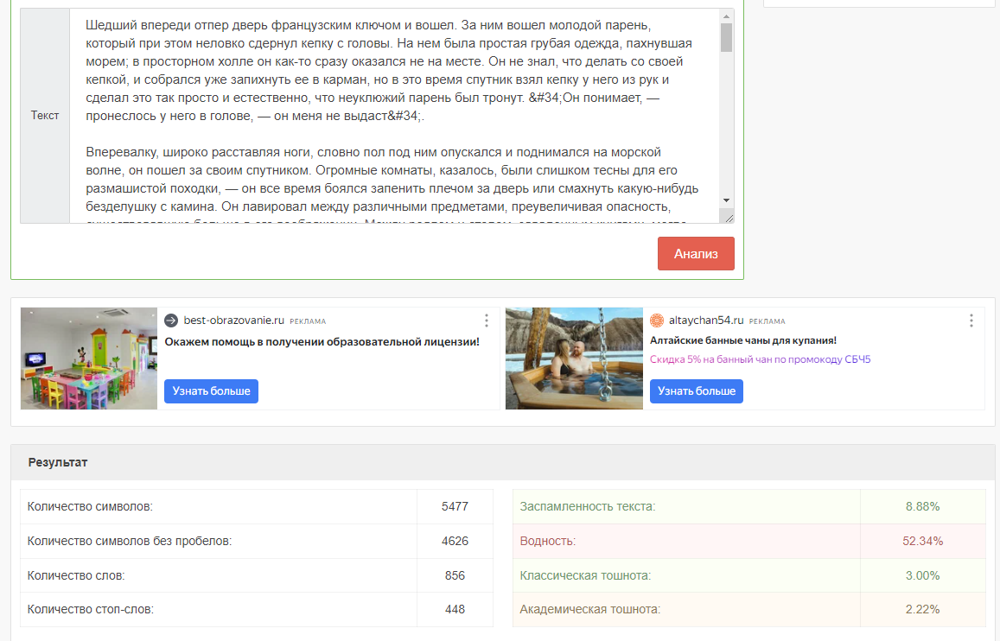 Шедший впереди отпер дверь французским ключом и вошел. За ним вошел молодой парень,
который при этом неловко сдернул кепку с головы. На нем была простая грубая одежда, пахнувшая
морем; в просторном холле он как-то сразу оказался не на месте. Он не знал, что делать со своей
кепкой, и собрался уже запихнуть ее в карман, но в это время спутник взял кепку у него из рук и
сделал это так просто и естественно, что неуклюжий парень был тронут. &#34;Он понимает, —
Текст
пронеслось у него в голове, — он меня не выдаст&#34;.
Вперевалку, широко расставляя ноги, словно пол под ним опускался и поднимался на морской
волне, он пошел за своим спутником. Огромные комнаты, казалось, были слишком тесны для его
размашистой походки, — он все время боялся запенить плечом за дверь или смахнуть какую-нибудь
безделушку с камина. Он лавировал между различными предметами, преувеличивая опасность,
Анализ
best-obrazovanie.ru РЕКЛАМА
Окажем помощь в получении образовательной лицензии!
Узнать больше
altaychan54.ru РЕКЛАМА
Алтайские банные чаны для купания!
Скидка 5% на банный чан по промокоду СБЧ5
Узнать больше
Результат
Количество символов: 5477
Количество символов без пробелов: 4626
Количество слов: 856
Количество стоп-слов: 448
Заспамленность текста: 8.88%
Водность: 52.34%
Классическая тошнота: 3.00%
Академическая тошнота: 2.22%